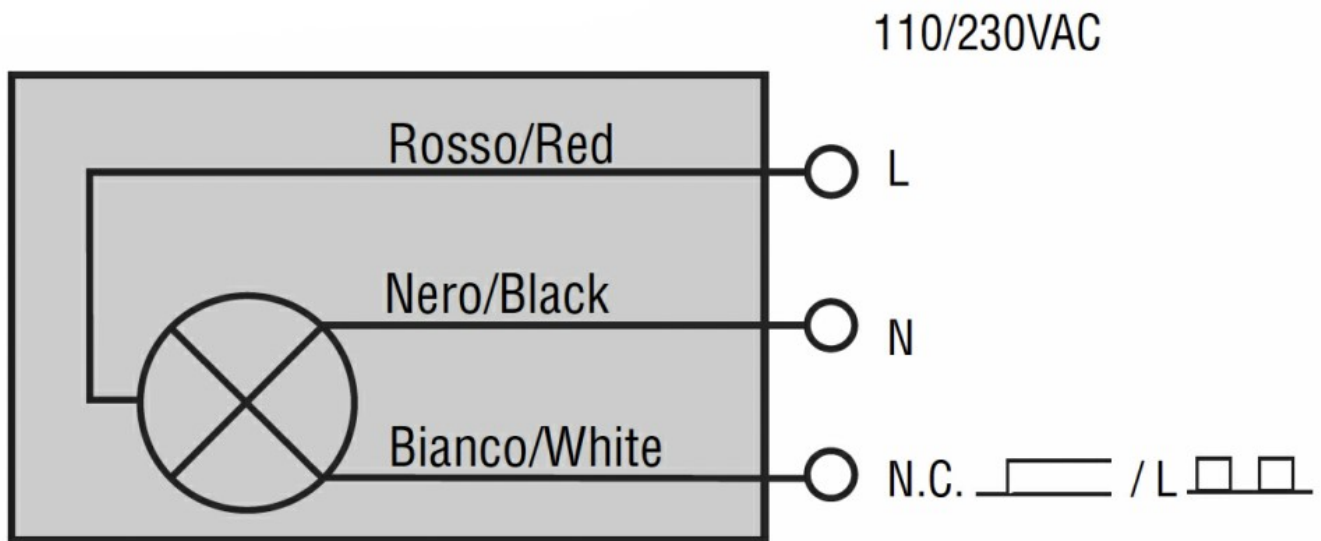 110/230VAC
Rosso/Red
L
Nero/Black
N
Bianco/White
N.C. / L